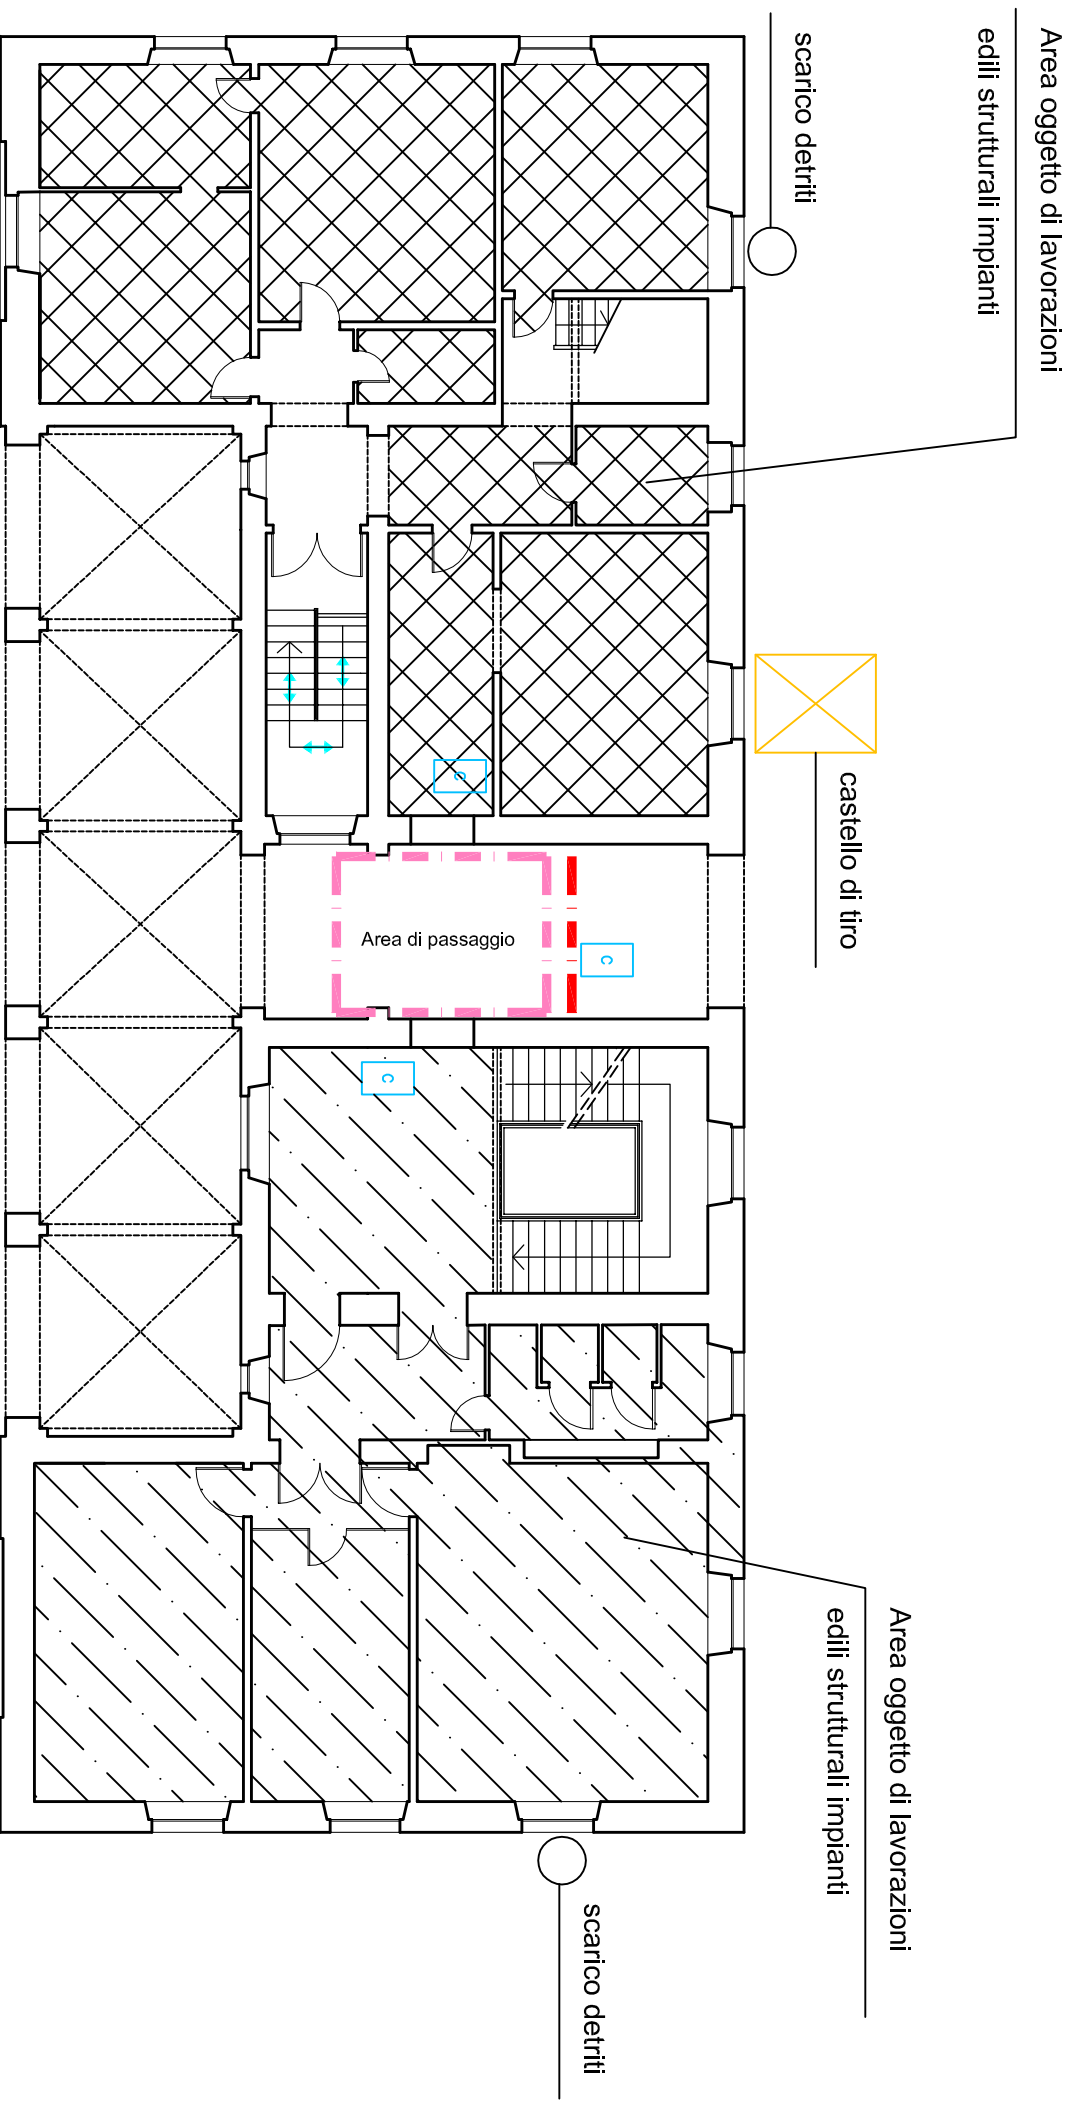 Area oggetto di lavorazioni
edili strutturali impianti
scarico detriti
castello di tiro
C
Area di passaggio
C
C
Area oggetto di lavorazioni
edili strutturali impianti
scarico detriti